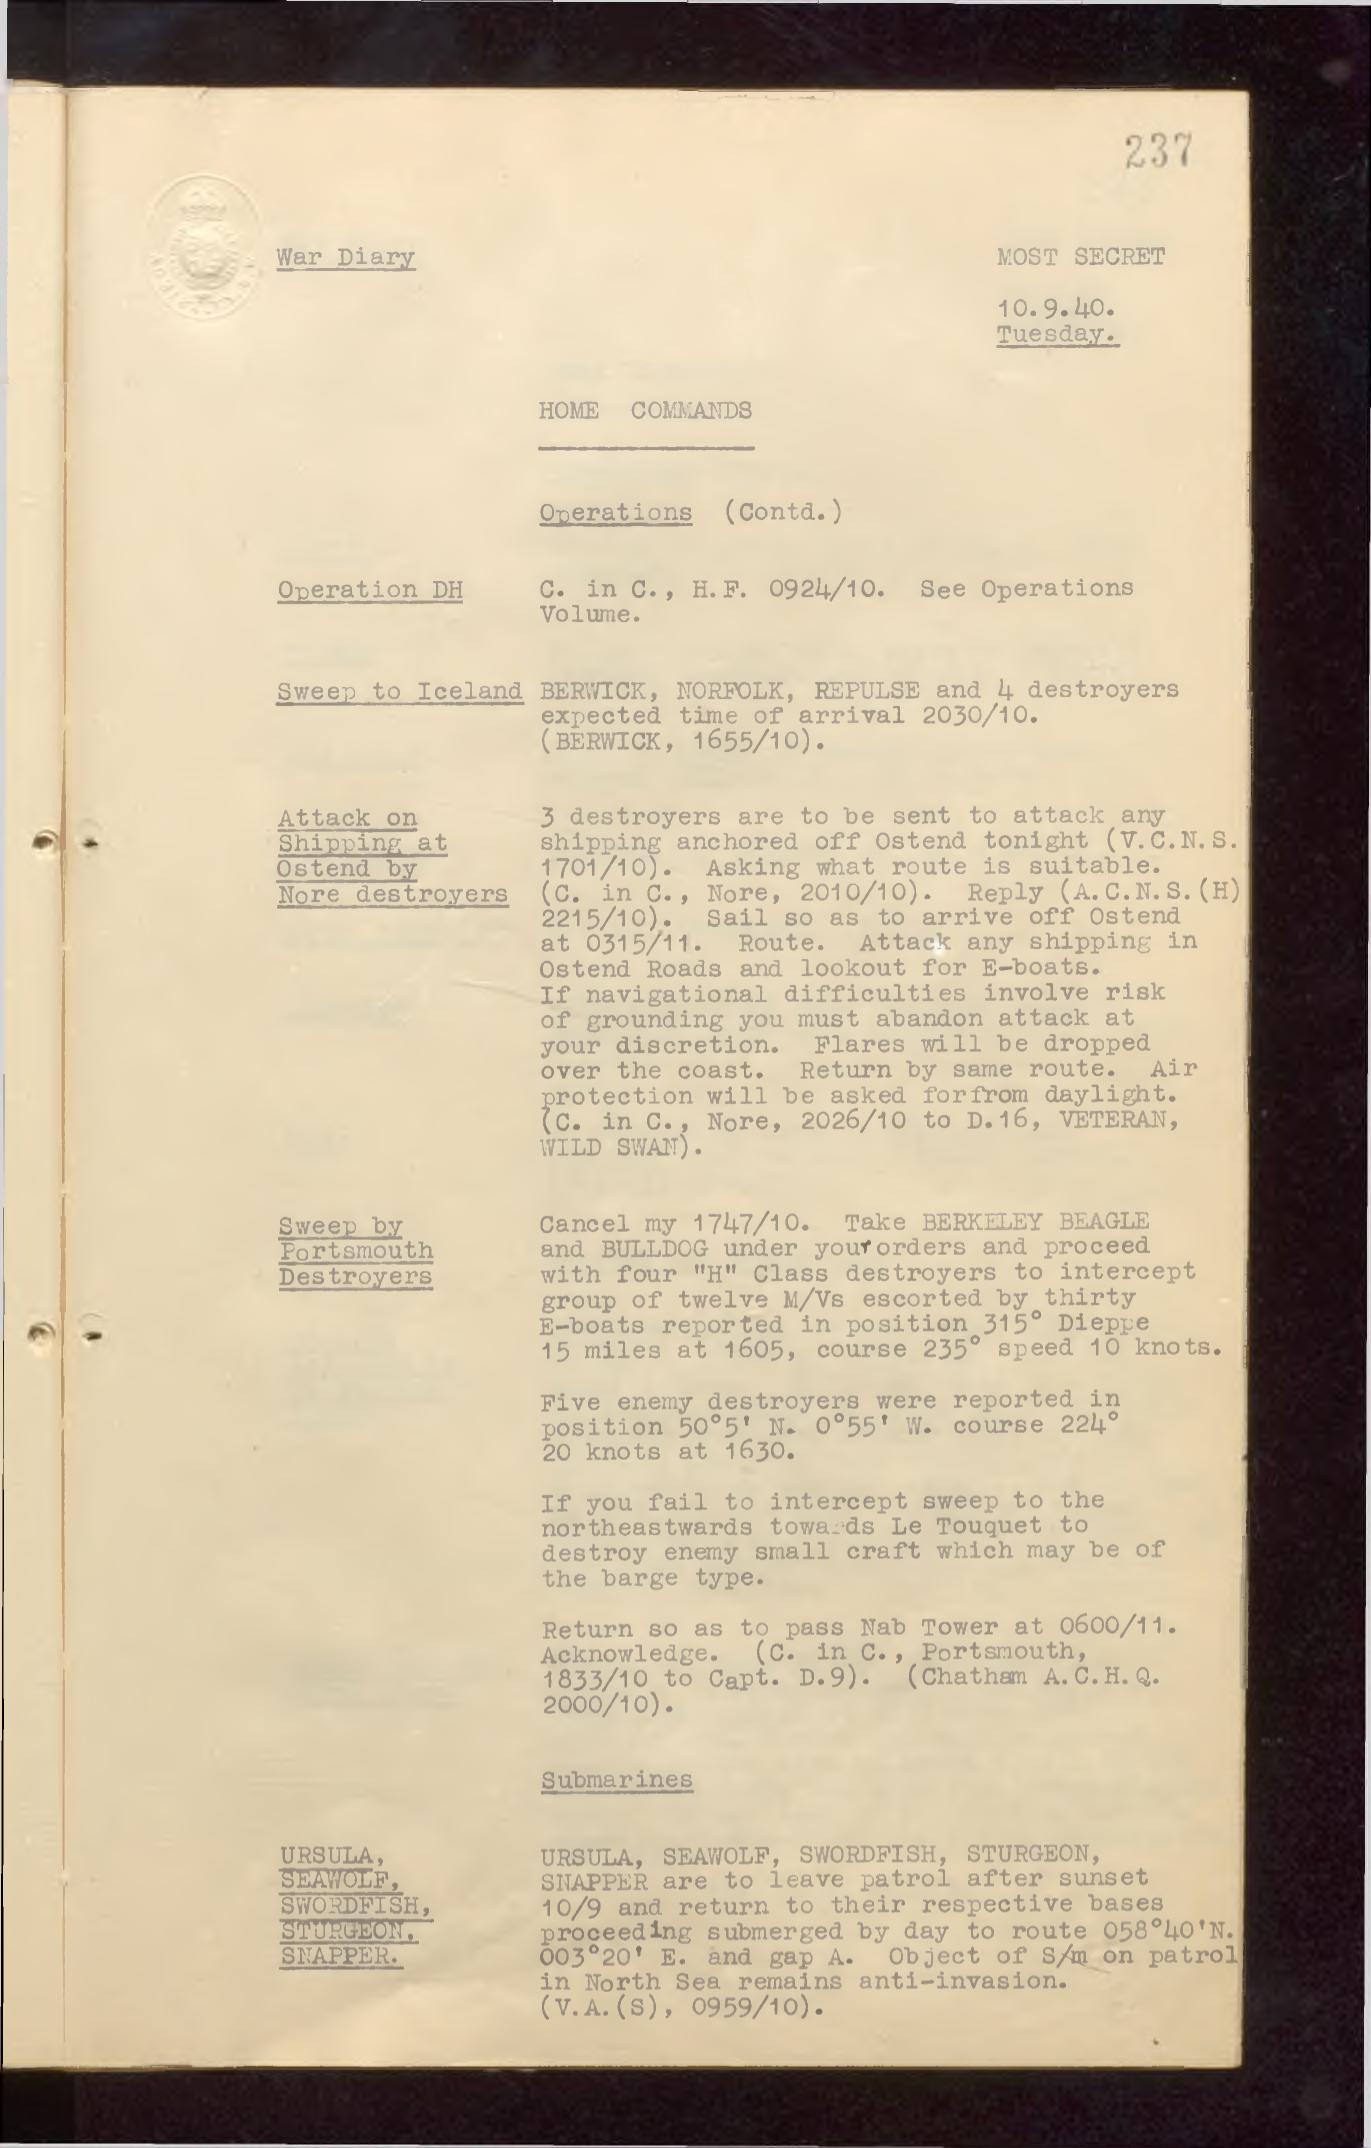 237
War Diary
MOST SECRET
10.9.40.
Tuesday.
HOME COMMANDS
Operations (Contd.)
Operation DH
C. in C., H.F. 0924/10. See Operations
Volume.
Sweep to Iceland
BERWICK, NORFOLK, REPULSE and 4 destroyers
expected time of arrival 2030/10.
(BERWICK, 1655/10).
Attack on
Shipping at
Ostend by
Nore destroyers
3 destroyers are to be sent to attack any
shipping anchored off Ostend tonight (V.C.N.S.
1701/10). Asking what route is suitable.
(C. in C., Nore, 2010/10). Reply (A.C.N.S.(H)
2215/10). Sail so as to arrive off Ostend
at 0315/11. Route. Attack any shipping in
Ostend Roads and lookout for E-boats.
If navigational difficulties involve risk
of grounding you must abandon attack at
your discretion. Flares will be dropped
over the coast. Return by same route. Air
protection will be asked forfrom daylight.
(C. in C., Nore, 2026/10 to D.16, VETERAN,
WILD SWAN).
Sweep by
Portsmouth
Destroyers
Cancel my 1747/10. Take BERKELEY BEAGLE
and BULLDOG under your orders and proceed
with four "H" Class destroyers to intercept
group of twelve M/Vs escorted by thirty
E-boats reported in position 315° Dieppe
15 miles at 1605, course 235° speed 10 knots.
Five enemy destroyers were reported in
position 50°5' N. 0°55' W. course 224°
20 knots at 1630.
If you fail to intercept sweep to the
northeastwards towards Le Touquet to
destroy enemy small craft which may be of
the barge type.
Return so as to pass Nab Tower at 0600/11.
Acknowledge. (C. in C., Portsmouth,
1833/10 to Capt. D.9). (Chatham A.C.H.Q.
2000/10).
Submarines
URSULA,
SEAWOLF,
SWORDFISH,
STURGEON,
SNAPPER.
URSULA, SEAWOLF, SWORDFISH, STURGEON,
SNAPPER are to leave patrol after sunset
10/9 and return to their respective bases
proceeding submerged by day to route 058°40'N.
003°20' E. and gap A. Object of S/m on patrol
in North Sea remains anti-invasion.
(V.A.(S), 0959/10).